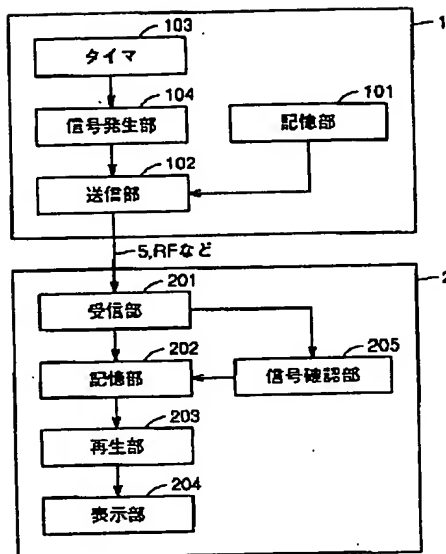 103
1
タイマ
104
101
信号発生部
記憶部
102
送信部
5,RFなど
201
2
受信部
202
205
記憶部
信号確認部
203
再生部
204
表示部